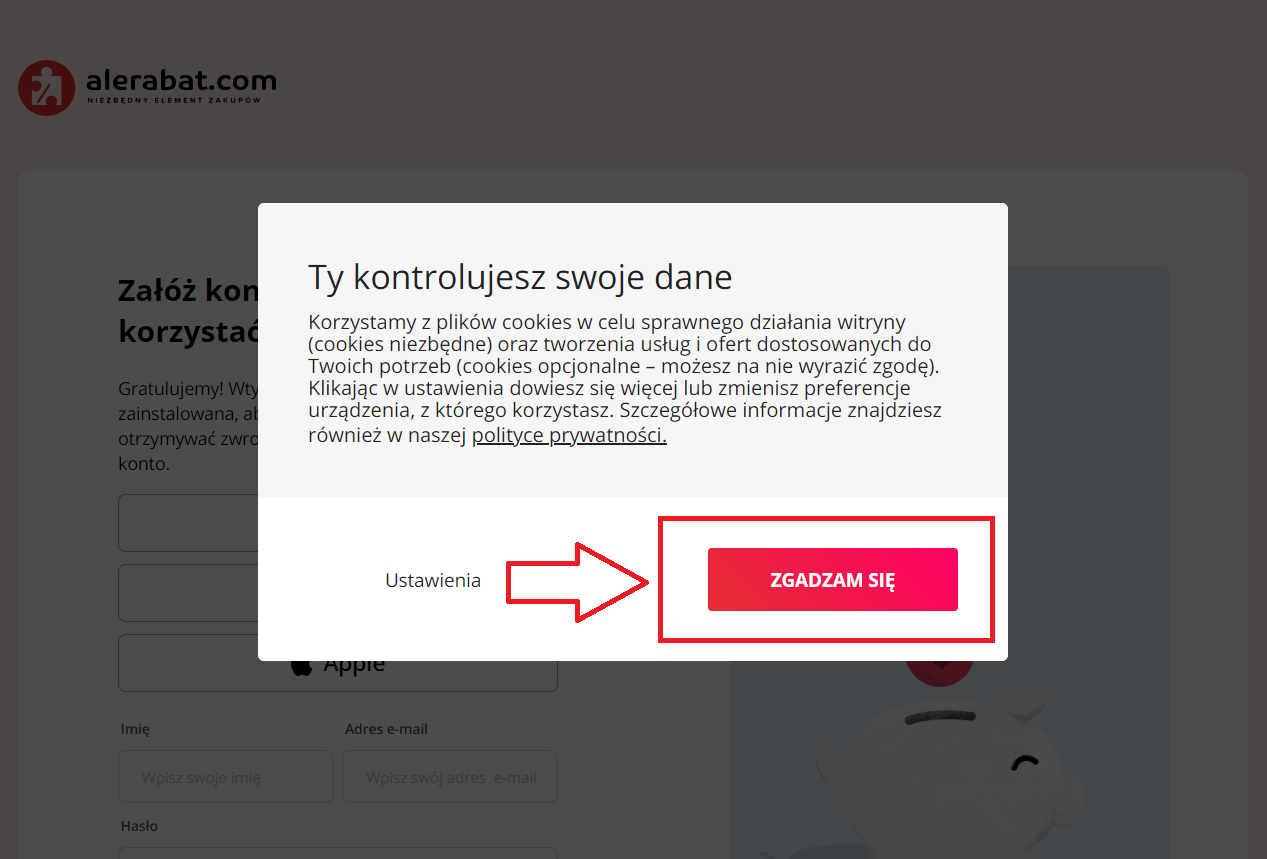 alerabat.com
NIEZBĘDNY ELEMENT ZAKUPÓW
Ty kontrolujesz swoje dane
Korzystamy z plików cookies w celu sprawnego działania witryny
(cookies niezbędne) oraz tworzenia usług i ofert dostosowanych do
Twoich potrzeb (cookies opcjonalne – możesz na nie wyrazić zgodę).
Klikając w ustawienia dowiesz się więcej lub zmienisz preferencje
urządzenia, z którego korzystasz. Szczegółowe informacje znajdziesz
również w naszej polityce prywatności.
Ustawienia
ZGADZAM SIĘ
Załóż kon
korzystać
Gratulujemy! Wty
zainstalowana, ab
otrzymywać zwro
konto.
Apple
Imię
Adres e-mail
Wpisz swoje imię
Wpisz swój adres e-mail
Hasło